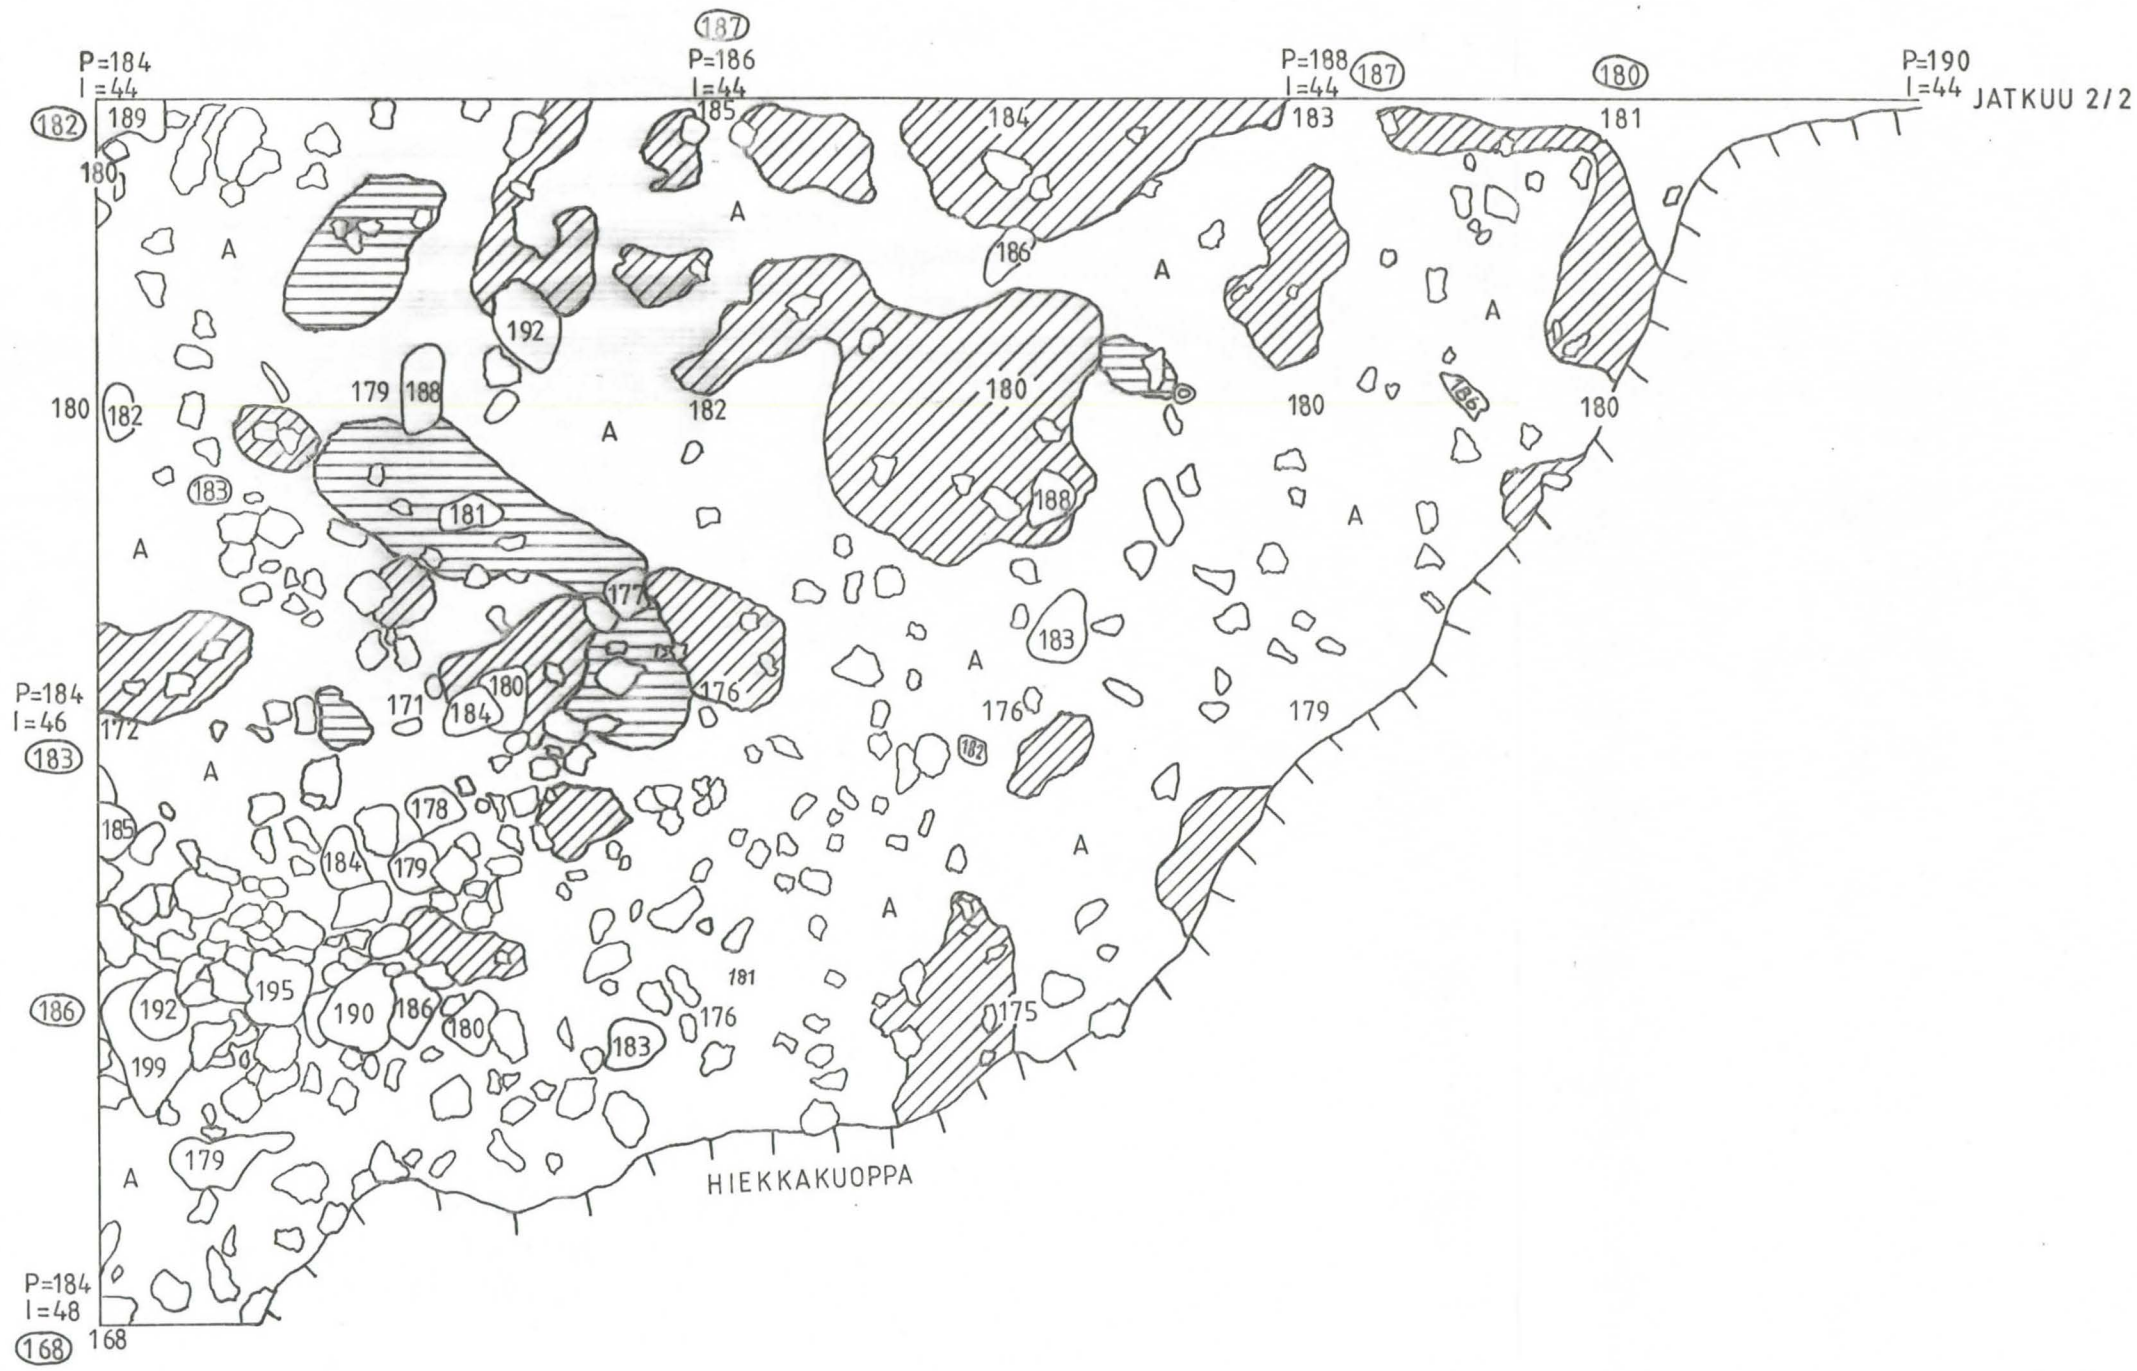 187
P=184
I=44
P=186
I=44
P=188
I=44
187
180
P=190
I=44
JATKUU 2/2
182
189
185
184
183
181
180
A
A
186
A
A
192
180
182
179
188
182
180
180
186
180
A
183
181
188
A
A
177
183
A
P=184
I=46
172
171
184
180
176
176
179
183
A
182
185
178
184
179
A
A
181
186
192
195
190
186
180
183
176
175
199
179
A
HIEKKAKUOPPA
P=184
I=48
168
168